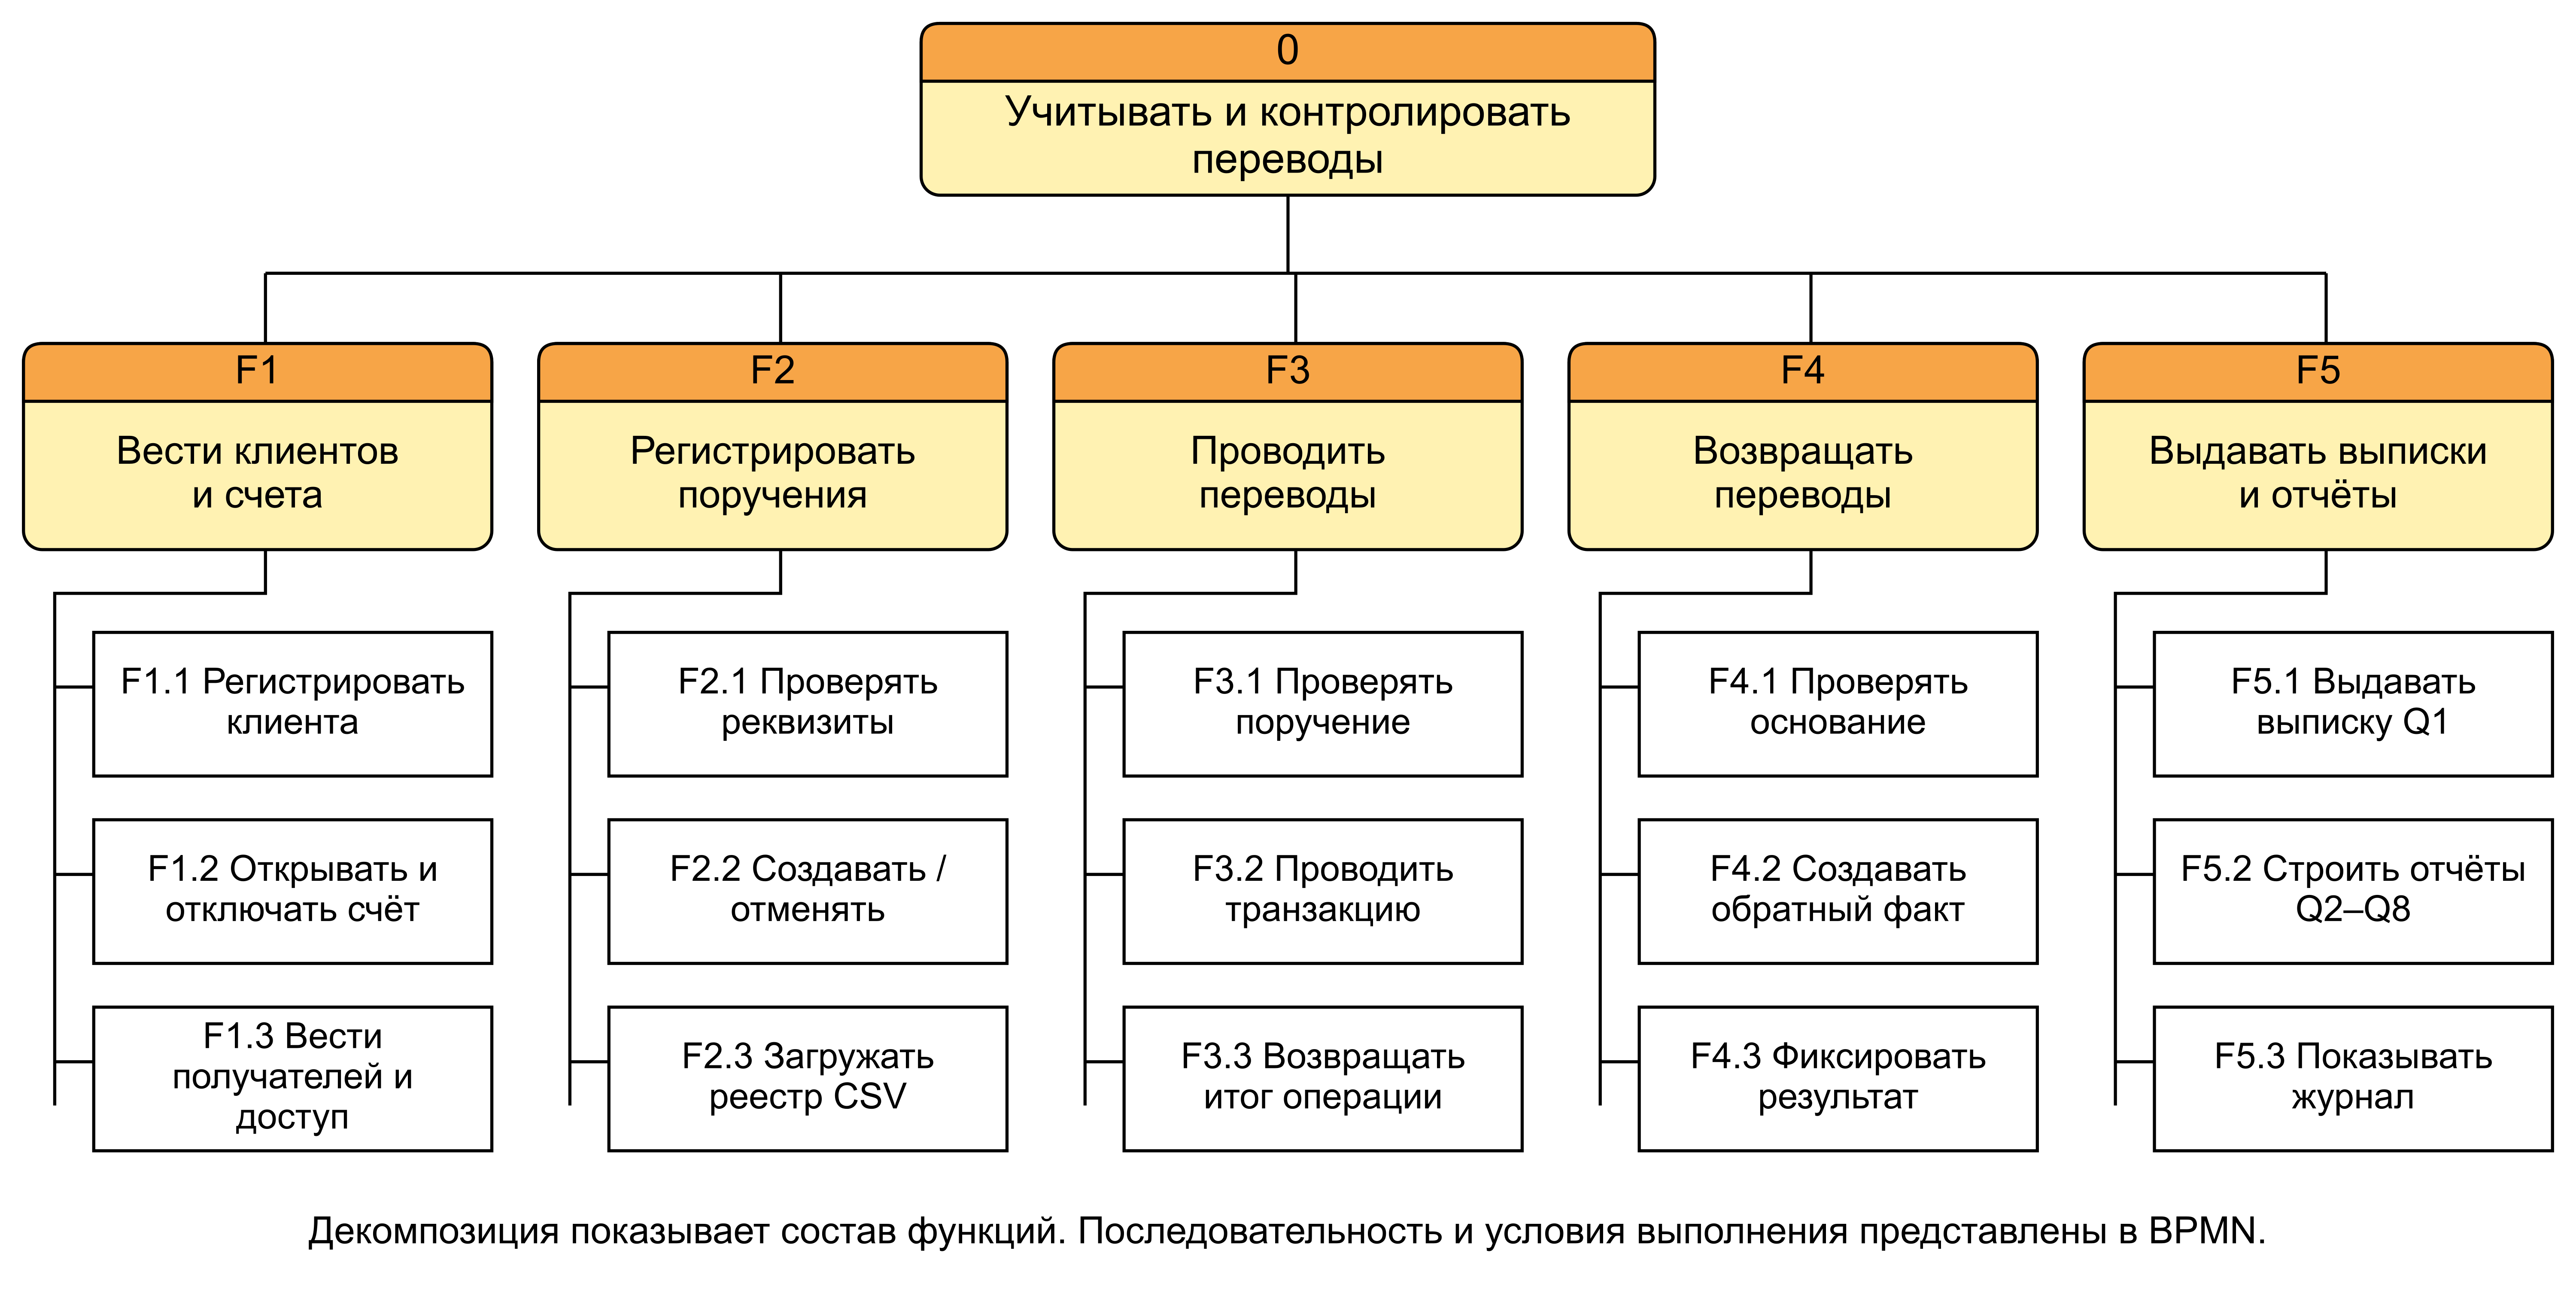 0
Учитывать и контролировать
переводы
F1
Вести клиентов
и счета
F2
Регистрировать
поручения
F3
Проводить
переводы
F4
Возвращать
переводы
F5
Выдавать выписки
и отчёты
F1.1 Регистрировать
клиента
F1.2 Открывать и
отключать счёт
F1.3 Вести
получателей и
доступ
F2.1 Проверять
реквизиты
F2.2 Создавать /
отменять
F2.3 Загружать
реестр CSV
F3.1 Проверять
поручение
F3.2 Проводить
транзакцию
F3.3 Возвращать
итог операции
F4.1 Проверять
основание
F4.2 Создавать
обратный факт
F4.3 Фиксировать
результат
F5.1 Выдавать
выписку Q1
F5.2 Строить отчёты
Q2–Q8
F5.3 Показывать
журнал
Декомпозиция показывает состав функций. Последовательность и условия выполнения представлены в BPMN.